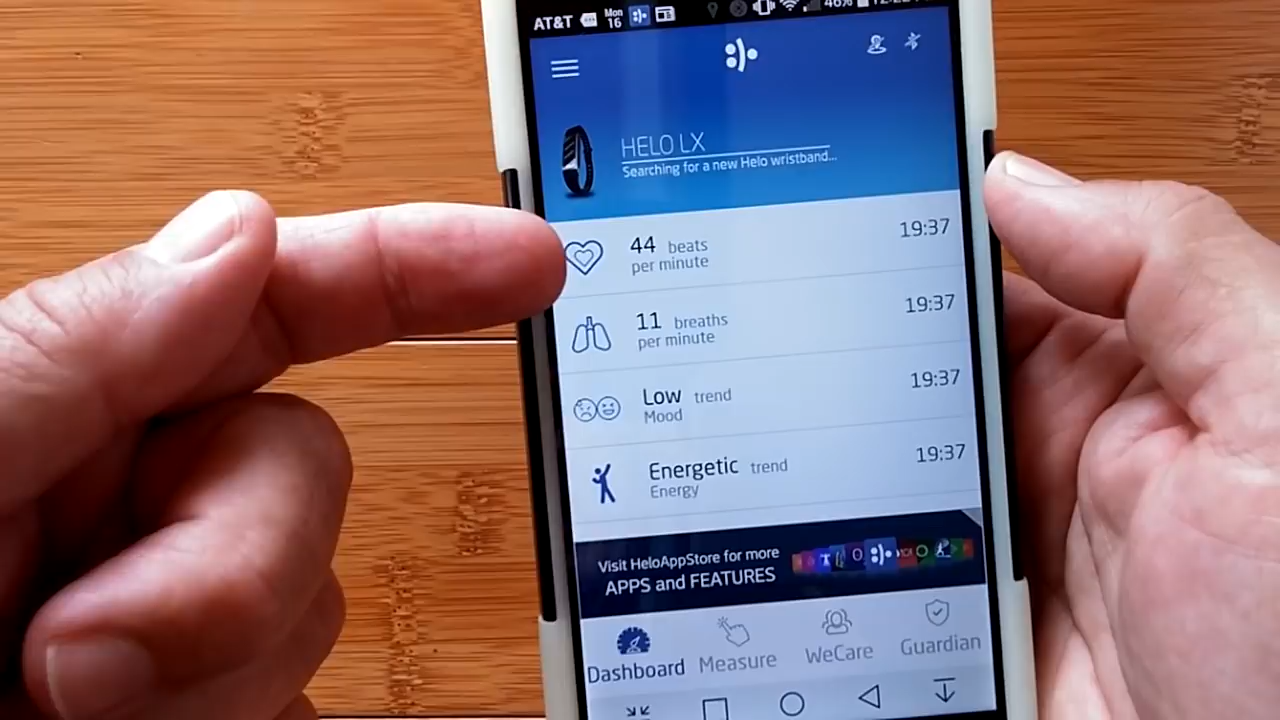 AT&T
Mon
16
46%
HELO LX
Searching for a new Helo wristband...
44 beats
per minute
19:37
11 breaths
per minute
19:37
Low trend
Mood
19:37
Energetic trend
Energy
19:37
Visit HeloAppStore for more
APPS and FEATURES
Dashboard
Measure
WeCare
Guardian